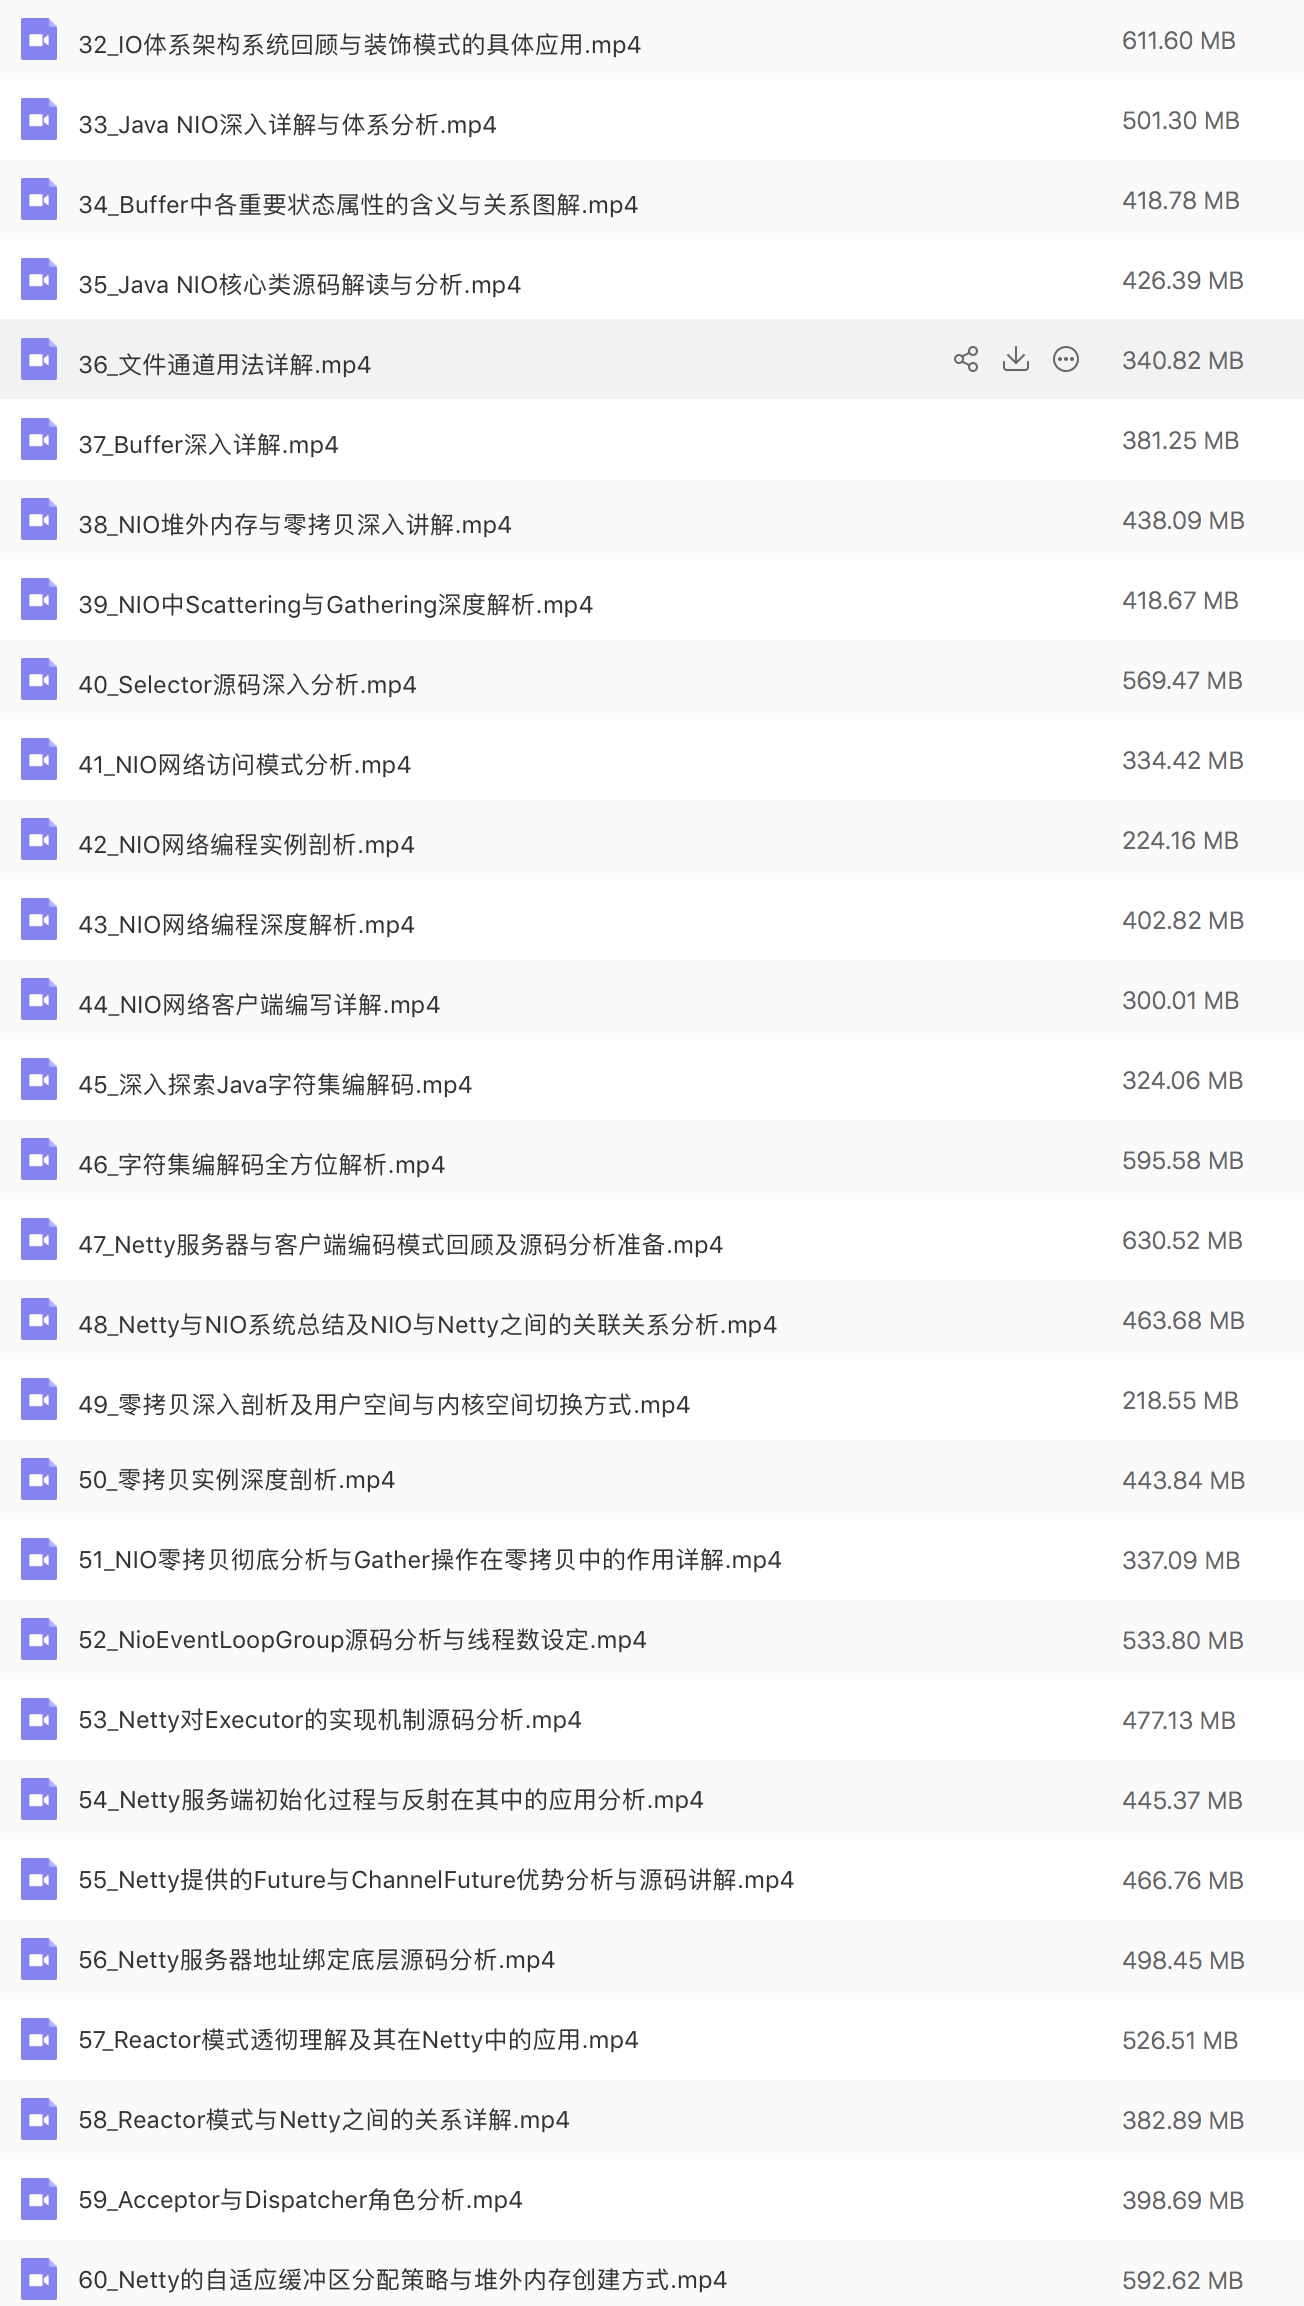 32_IO体系架构系统回顾与装饰模式的具体应用.mp4 611.60 MB
33_Java NIO深入详解与体系分析.mp4 501.30 MB
34_Buffer中各重要状态属性的含义与关系图解.mp4 418.78 MB
35_Java NIO核心类源码解读与分析.mp4 426.39 MB
36_文件通道用法详解.mp4 340.82 MB
37_Buffer深入详解.mp4 381.25 MB
38_NIO堆外内存与零拷贝深入讲解.mp4 438.09 MB
39_NIO中Scattering与Gathering深度解析.mp4 418.67 MB
40_Selector源码深入分析.mp4 569.47 MB
41_NIO网络访问模式分析.mp4 334.42 MB
42_NIO网络编程实例剖析.mp4 224.16 MB
43_NIO网络编程深度解析.mp4 402.82 MB
44_NIO网络客户端编写详解.mp4 300.01 MB
45_深入探索Java字符集编解码.mp4 324.06 MB
46_字符集编解码全方位解析.mp4 595.58 MB
47_Netty服务器与客户端编码模式回顾及源码分析准备.mp4 630.52 MB
48_Netty与NIO系统总结及NIO与Netty之间的关联关系分析.mp4 463.68 MB
49_零拷贝深入剖析及用户空间与内核空间切换方式.mp4 218.55 MB
50_零拷贝实例深度剖析.mp4 443.84 MB
51_NIO零拷贝彻底分析与Gather操作在零拷贝中的作用详解.mp4 337.09 MB
52_NioEventLoopGroup源码分析与线程数设定.mp4 533.80 MB
53_Netty对Executor的实现机制源码分析.mp4 477.13 MB
54_Netty服务端初始化过程与反射在其中的应用分析.mp4 445.37 MB
55_Netty提供的Future与ChannelFuture优势分析与源码讲解.mp4 466.76 MB
56_Netty服务器地址绑定底层源码分析.mp4 498.45 MB
57_Reactor模式透彻理解及其在Netty中的应用.mp4 526.51 MB
58_Reactor模式与Netty之间的关系详解.mp4 382.89 MB
59_Acceptor与Dispatcher角色分析.mp4 398.69 MB
60_Netty的自适应缓冲区分配策略与堆外内存创建方式.mp4 592.62 MB